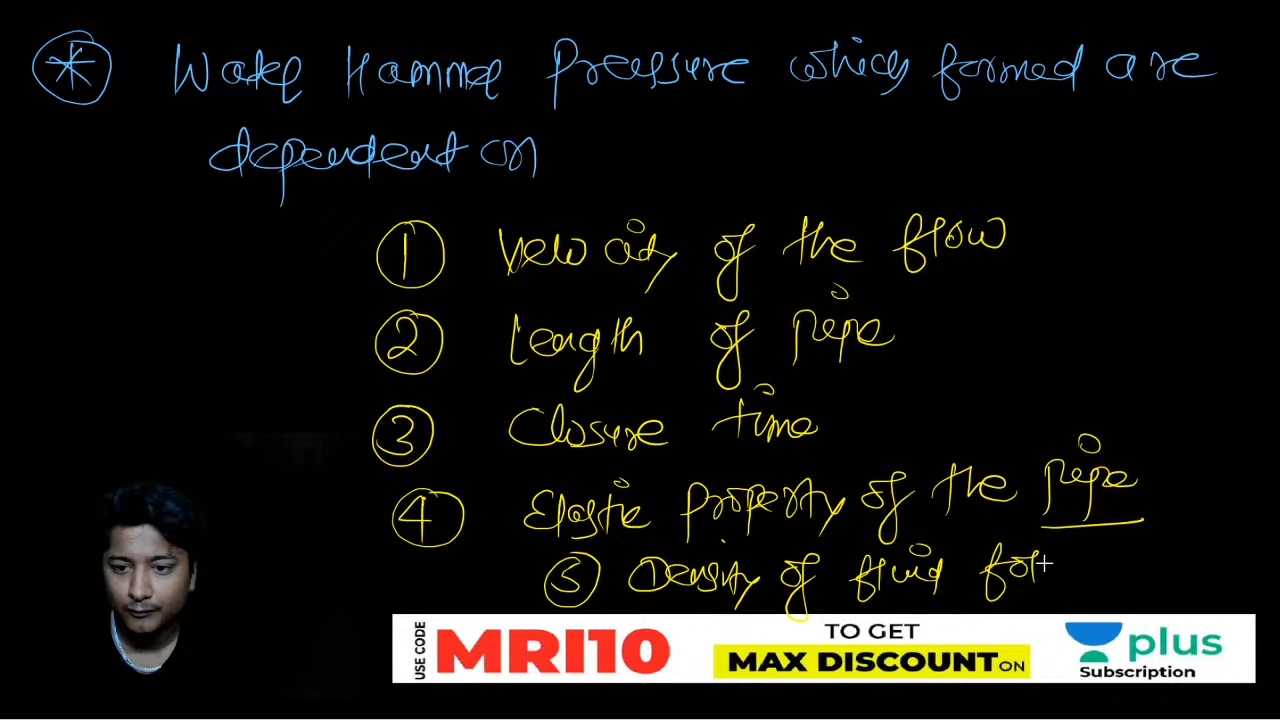 * Water Hammer Pressure which formed are
dependent on
1 Velocity of the flow
2 Length of Pipe
3 Closure time
4 Elastic Property of the Pipe
5 Density of fluid for
USE CODE
MRI10
TO GET
MAX DISCOUNT ON
plus
Subscription